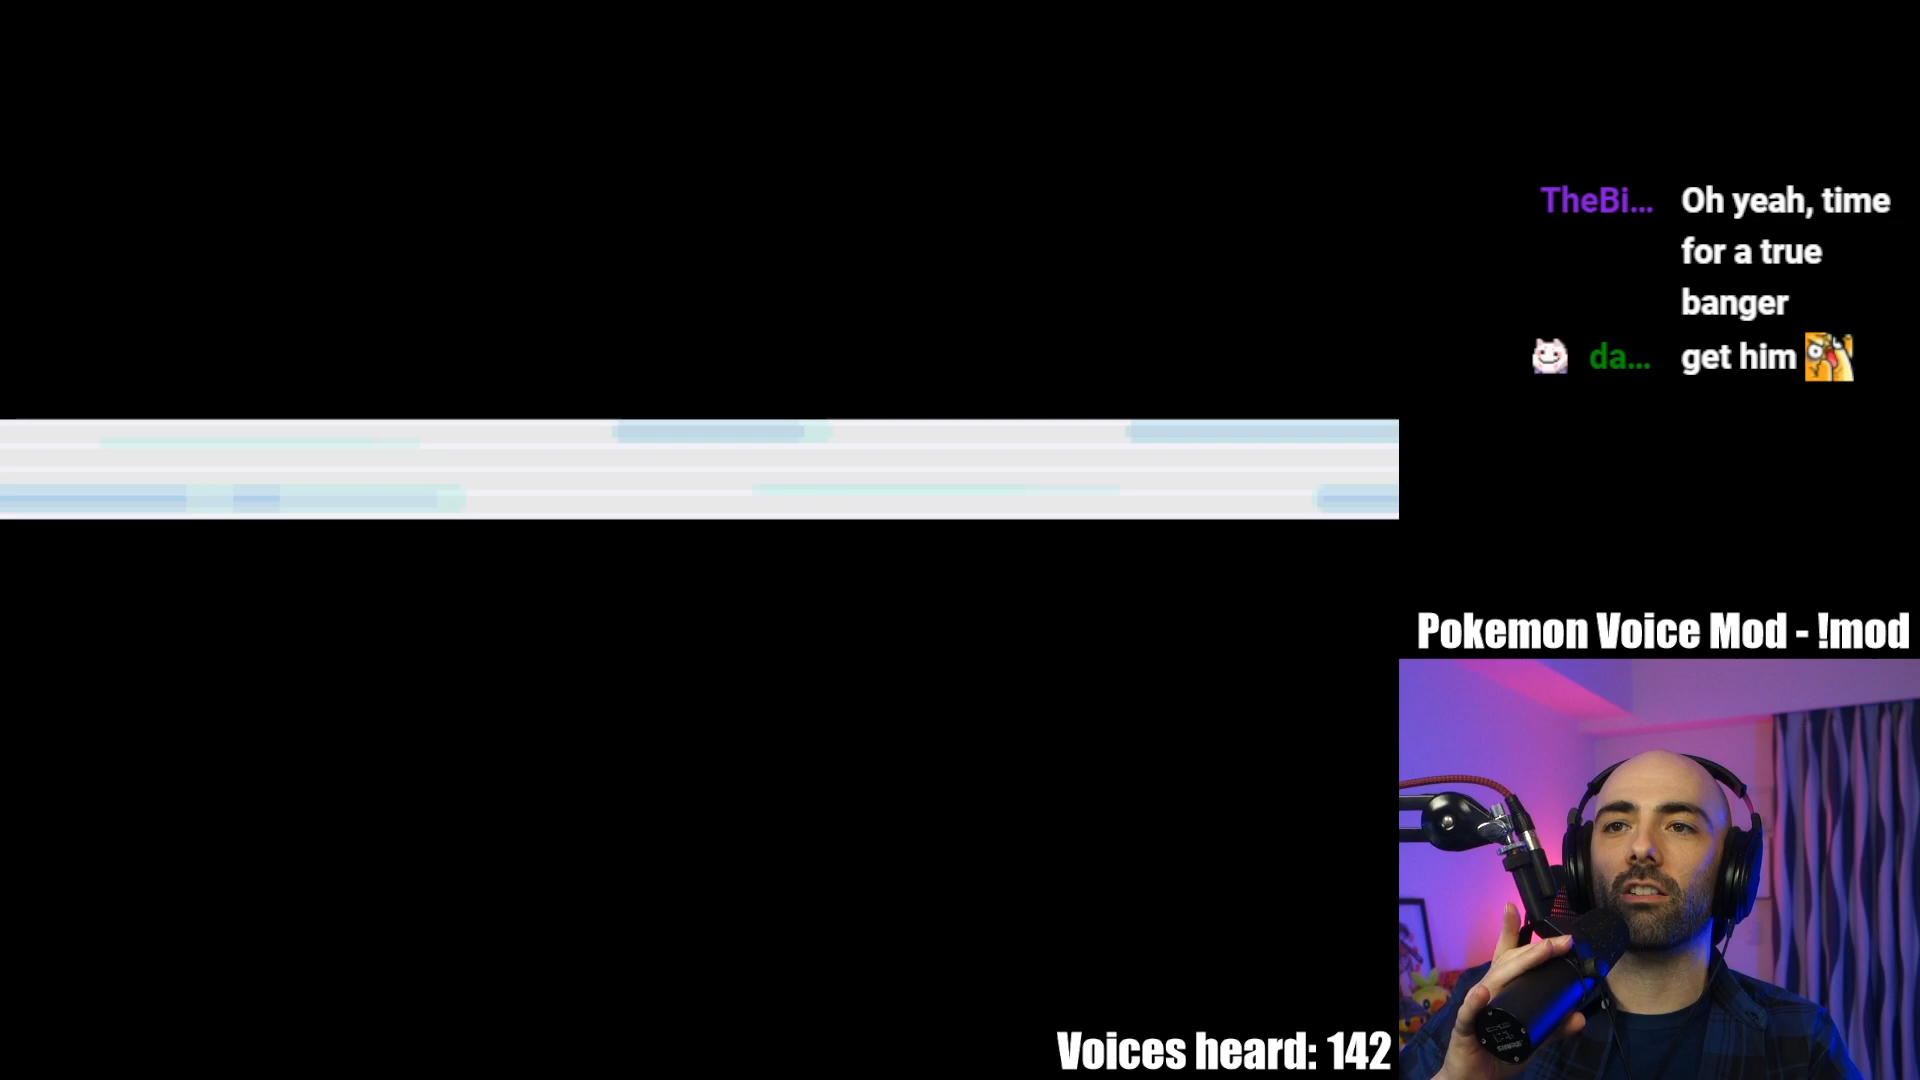 TheBi... Oh yeah, time
for a true
banger
da... get him
Pokemon Voice Mod - !mod
Voices heard: 142